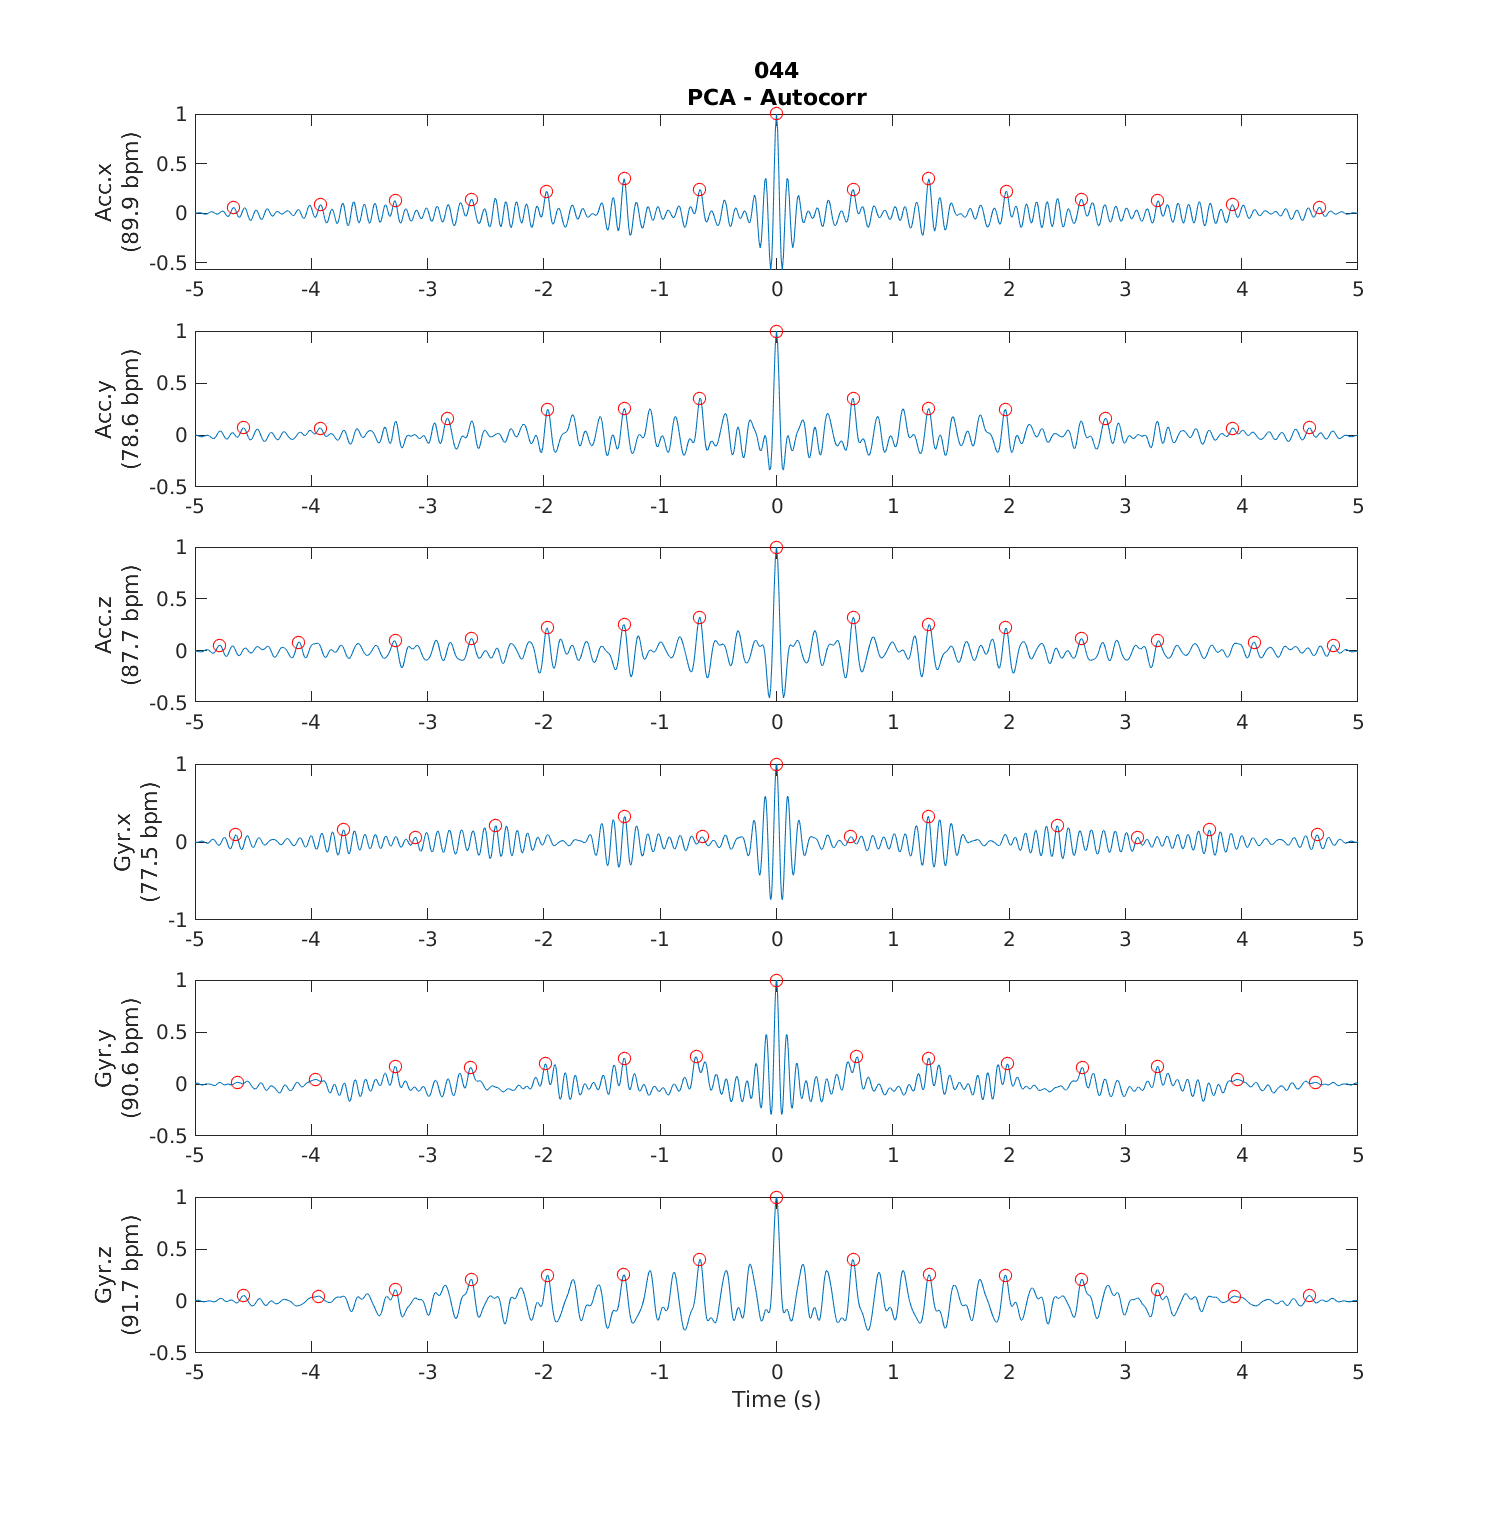 044
PCA - Autocorr
Acc.x
(89.9 bpm)
1
0.5
0
-0.5
-5 -4 -3 -2 -1 0 1 2 3 4 5
Acc.y
(78.6 bpm)
1
0.5
0
-0.5
-5 -4 -3 -2 -1 0 1 2 3 4 5
Acc.z
(87.7 bpm)
1
0.5
0
-0.5
-5 -4 -3 -2 -1 0 1 2 3 4 5
Gyr.x
(77.5 bpm)
1
0
-1
-5 -4 -3 -2 -1 0 1 2 3 4 5
Gyr.y
(90.6 bpm)
1
0.5
0
-0.5
-5 -4 -3 -2 -1 0 1 2 3 4 5
Gyr.z
(91.7 bpm)
1
0.5
0
-0.5
-5 -4 -3 -2 -1 0 1 2 3 4 5
Time (s)